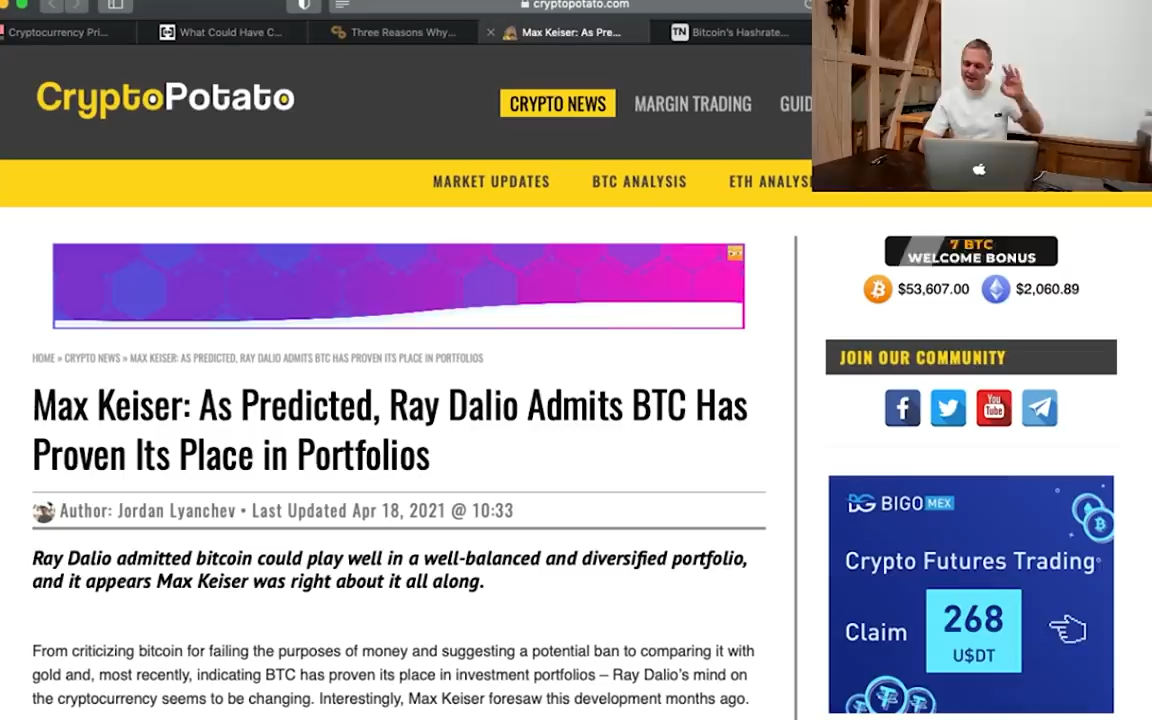 cryptopotato.com
Cryptocurrency Pri...
What Could Have C...
Three Reasons Why...
Max Keiser: As Pre...
TN Bitcoin's Hashrate...
CryptoPotato
CRYPTO NEWS
MARGIN TRADING
GUID
MARKET UPDATES
BTC ANALYSIS
ETH ANALYSI
7 BTC
WELCOME BONUS
$53,607.00
$2,060.89
HOME » CRYPTO NEWS » MAX KEISER: AS PREDICTED, RAY DALIO ADMITS BTC HAS PROVEN ITS PLACE IN PORTFOLIOS
Max Keiser: As Predicted, Ray Dalio Admits BTC Has
Proven Its Place in Portfolios
Author: Jordan Lyanchev • Last Updated Apr 18, 2021 @ 10:33
Ray Dalio admitted bitcoin could play well in a well-balanced and diversified portfolio,
and it appears Max Keiser was right about it all along.
From criticizing bitcoin for failing the purposes of money and suggesting a potential ban to comparing it with
gold and, most recently, indicating BTC has proven its place in investment portfolios – Ray Dalio's mind on
the cryptocurrency seems to be changing. Interestingly, Max Keiser foresaw this development months ago.
JOIN OUR COMMUNITY
You
Tube
BIGO MEX
Crypto Futures Trading
Claim
268
U$DT